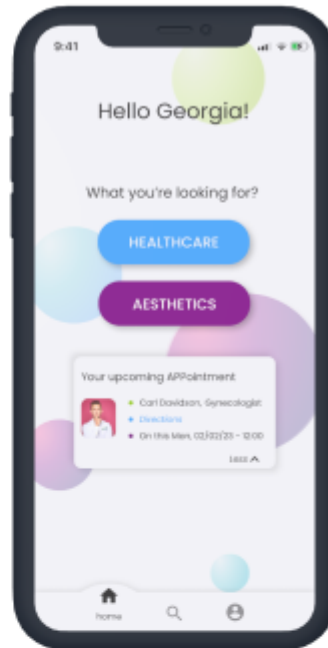 9:41
Hello Georgia!
What you're looking for?
HEALTHCARE
AESTHETICS
Your upcoming APPointment
Carl Davidson, Gynecologist
Directions
On this Mon, 02/02/23 - 12:00
Less
home